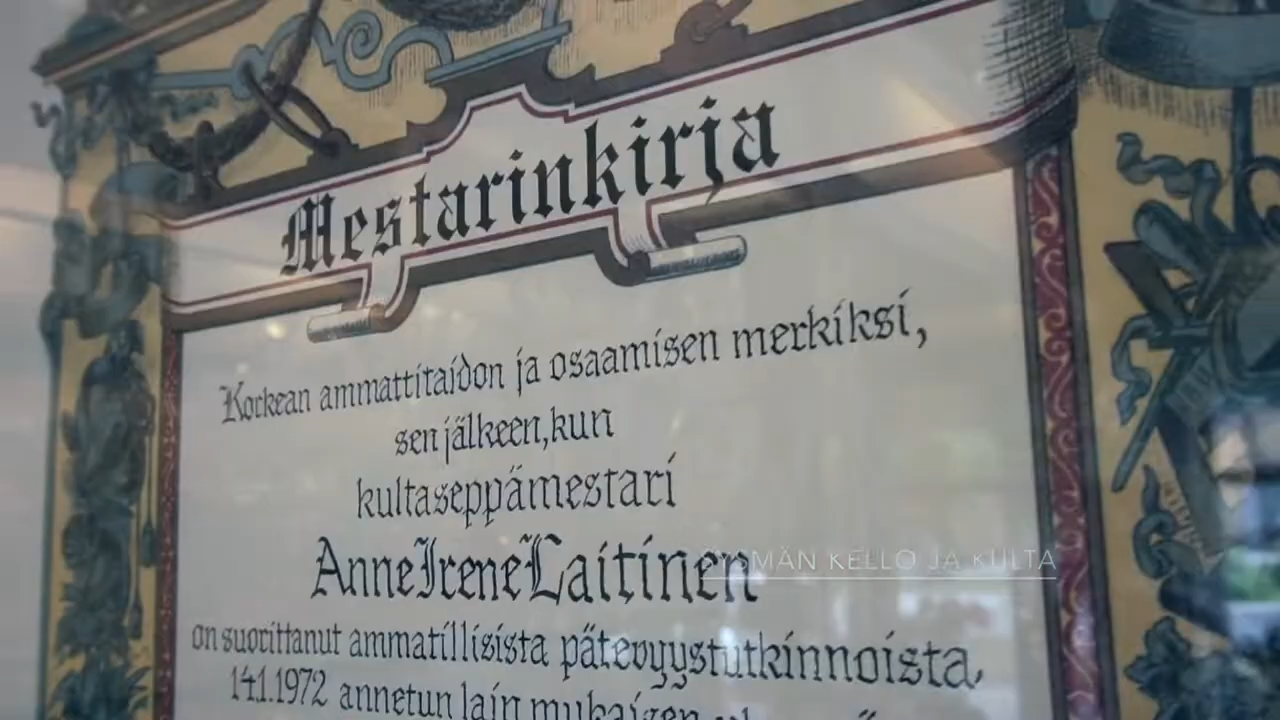 Mestarinkirja
Korkean ammattitaidon ja osaamisen merkiksi,
sen jälkeen, kun
kultaseppämestari
Anne Irene Laitinen
SYSMÄN KELLO JA KULTA
on suorittanut ammatillisista pätevyystutkinnoista,
14.1.1972 annetun lain mukaisen